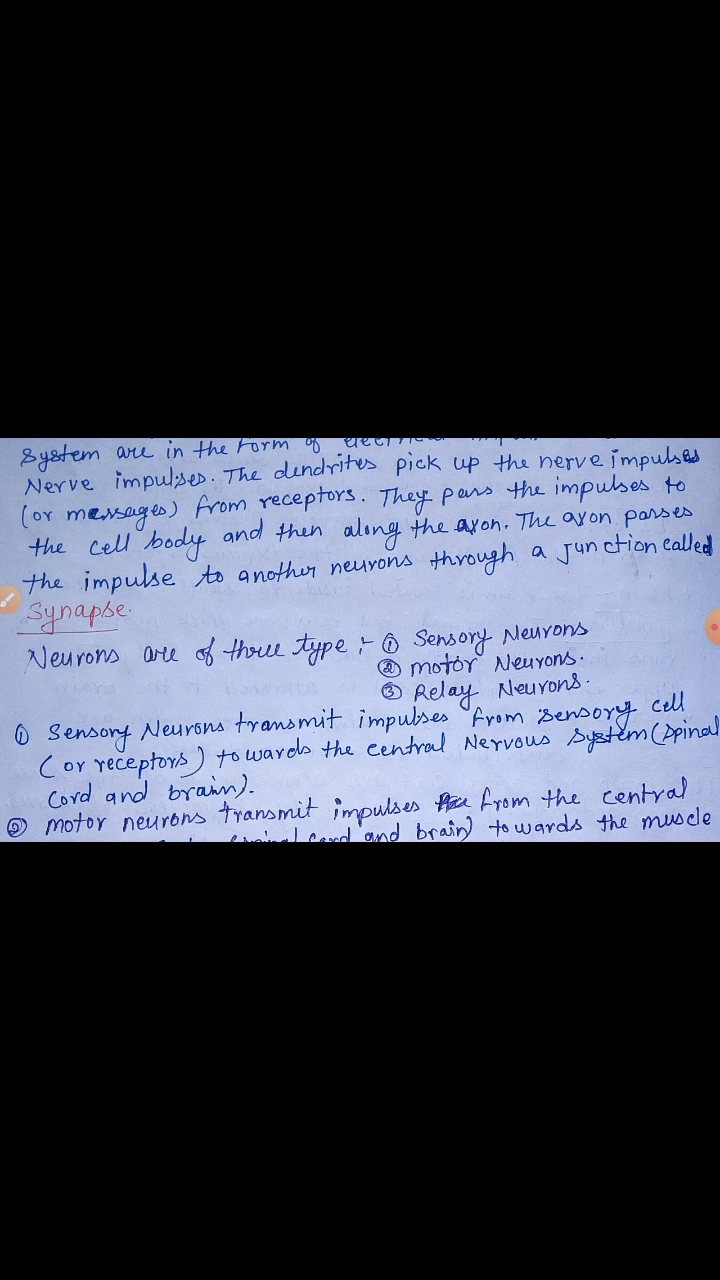 System are in the form of
Nerve impulses. The dendrites pick up the nerve impulses
(or messages) from receptors. They pass the impulses to
the cell body and then along the axon. The axon passes
the impulse to another neurons through a junction called
Synapse.
Neurons are of three type :- ① Sensory Neurons
② motor Neurons.
③ Relay Neurons.
① Sensory Neurons transmit impulses from sensory cell
(or receptors) towards the central Nervous System (Spinal
cord and brain).
② motor neurons transmit impulses from the central
cord and brain) towards the muscle